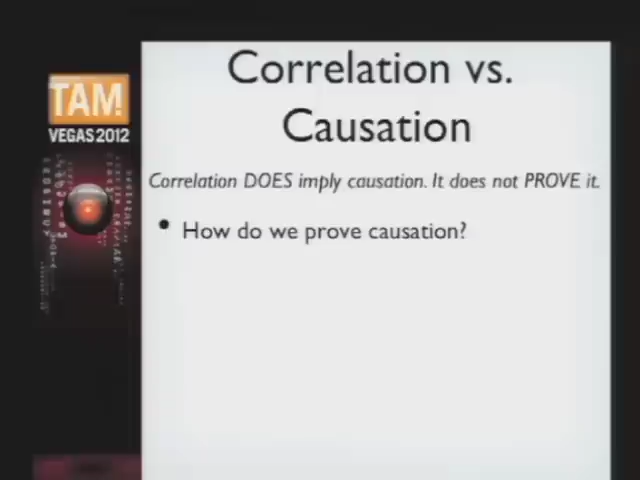 TAM!
VEGAS 2012
Correlation vs.
Causation
Correlation DOES imply causation. It does not PROVE it.
• How do we prove causation?